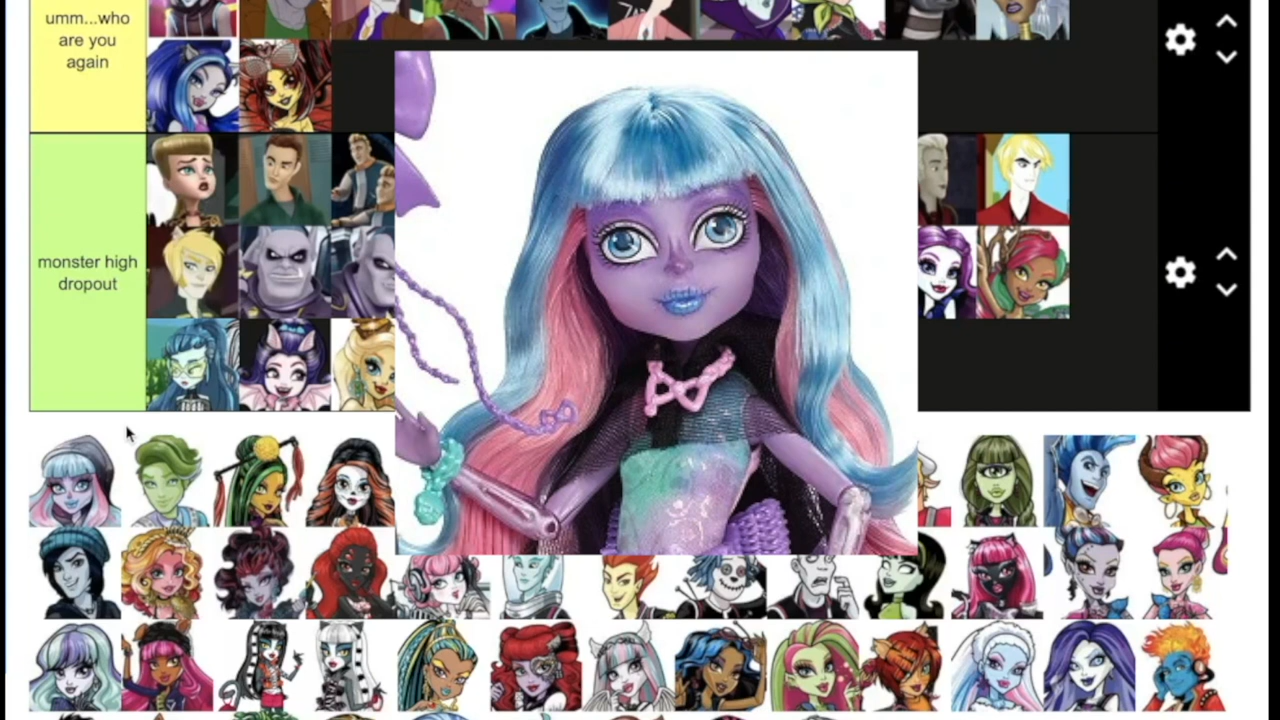 umm...who
are you
again
monster high
dropout